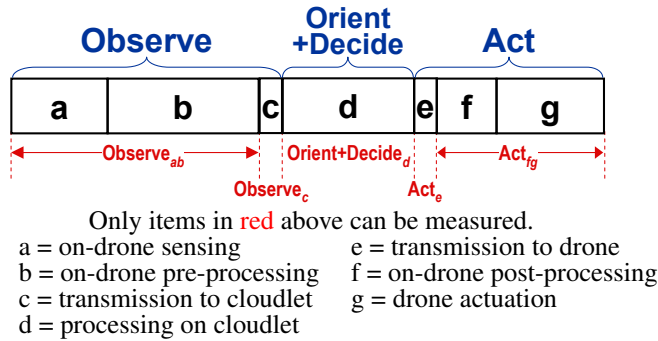 Observe
Orient
+Decide
Act
a b c d e f g
Observe_ab Orient+Decide_d Act_fg
Observe_c Act_e
Only items in red above can be measured.
a = on-drone sensing
b = on-drone pre-processing
c = transmission to cloudlet
d = processing on cloudlet
e = transmission to drone
f = on-drone post-processing
g = drone actuation